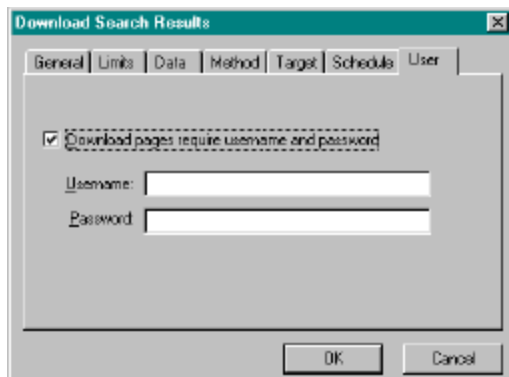 Download Search Results
General Limits Data Method Target Schedule User
Download pages require username and password
Username:
Password:
OK Cancel